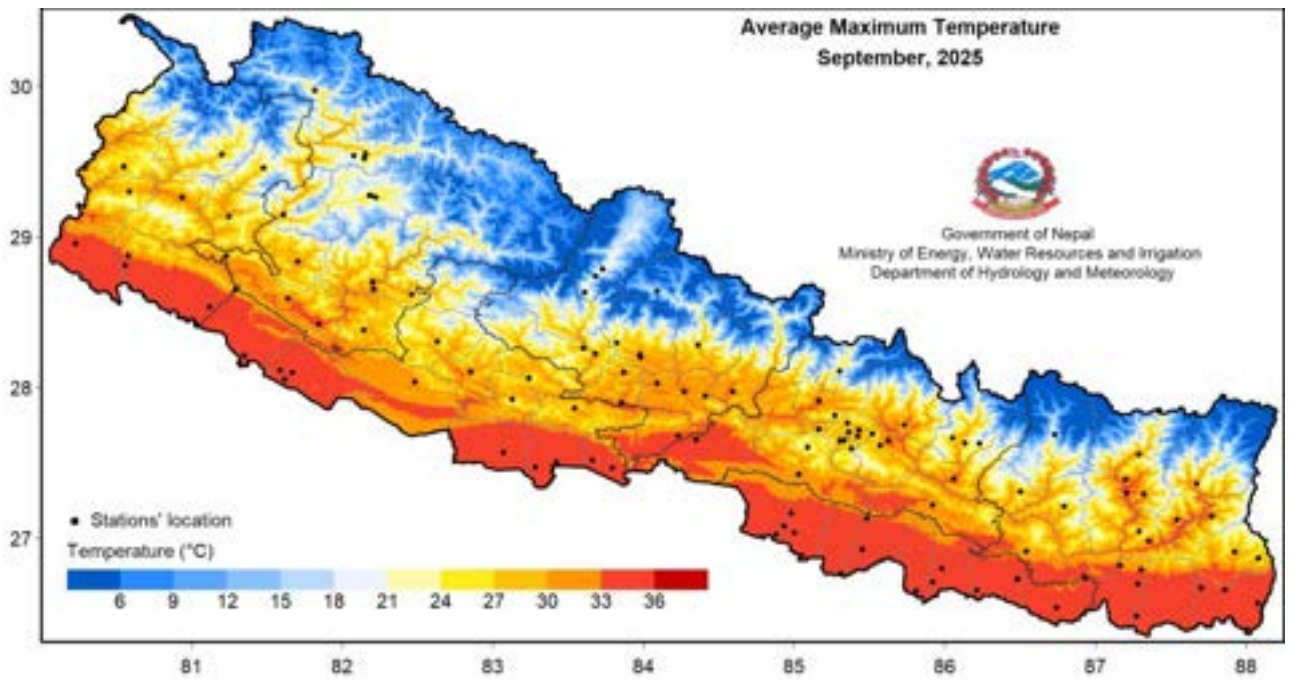 Average Maximum Temperature
September, 2025
Government of Nepal
Ministry of Energy, Water Resources and Irrigation
Department of Hydrology and Meteorology
30
29
28
27
Stations' location
Temperature (°C)
6 9 12 15 18 21 24 27 30 33 36
81 82 83 84 85 86 87 88